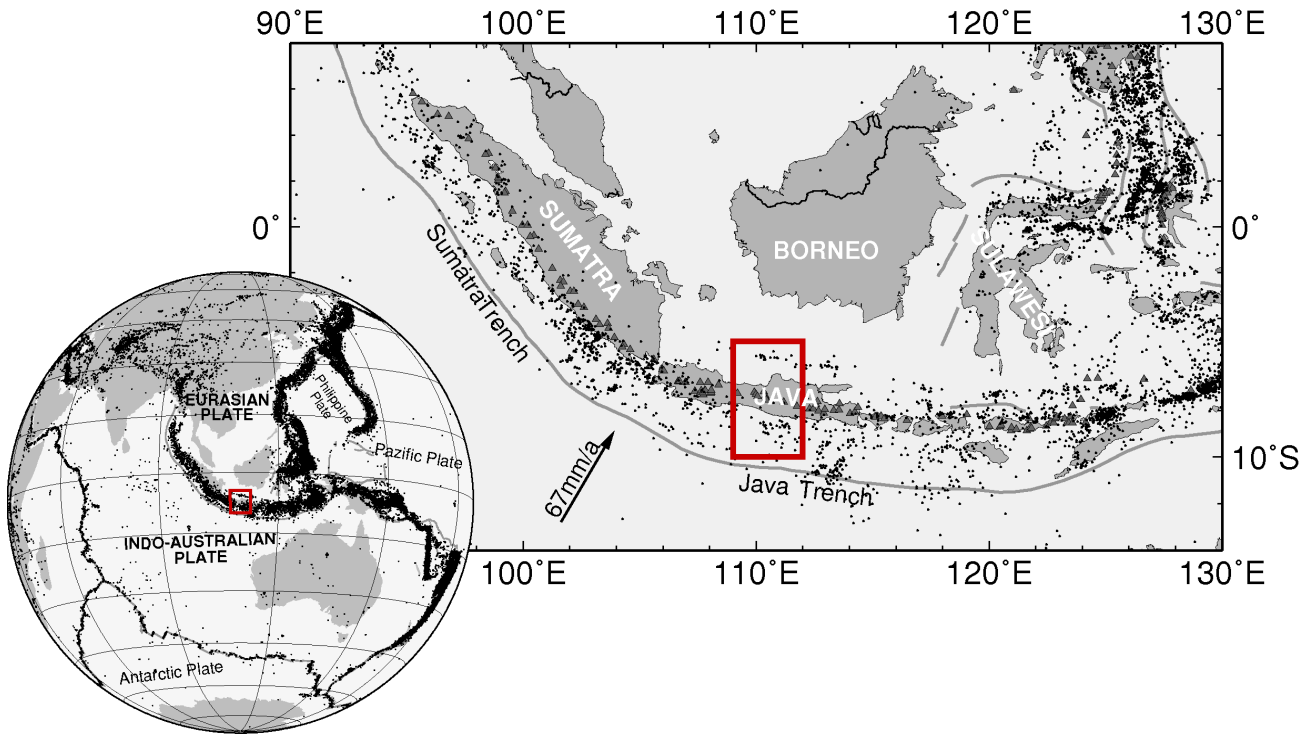 90°E 100°E 110°E 120°E 130°E
0°
0°
10°S
SUMATRA
BORNEO
SULAWESI
JAVA
SumatraTrench
Java Trench
67mm/a
100°E 110°E 120°E 130°E
EURASIAN
PLATE
Philippine
Plate
Pazific Plate
INDO-AUSTRALIAN
PLATE
Antarctic Plate